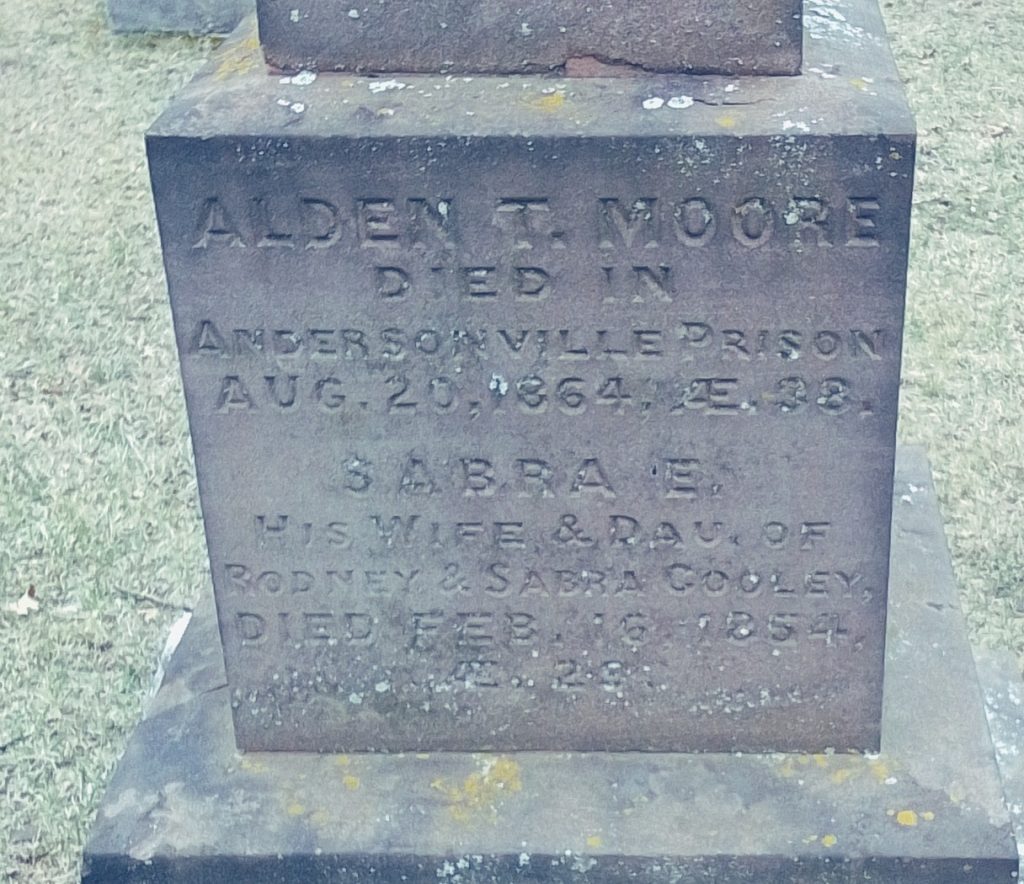 ALDEN T. MOORE
DIED IN
ANDERSONVILLE PRISON
AUG. 20, 1864, Æ. 38.
SABRA E.
HIS WIFE & DAU. OF
RODNEY & SABRA COOLEY,
DIED FEB. 16, 1854,
Æ.